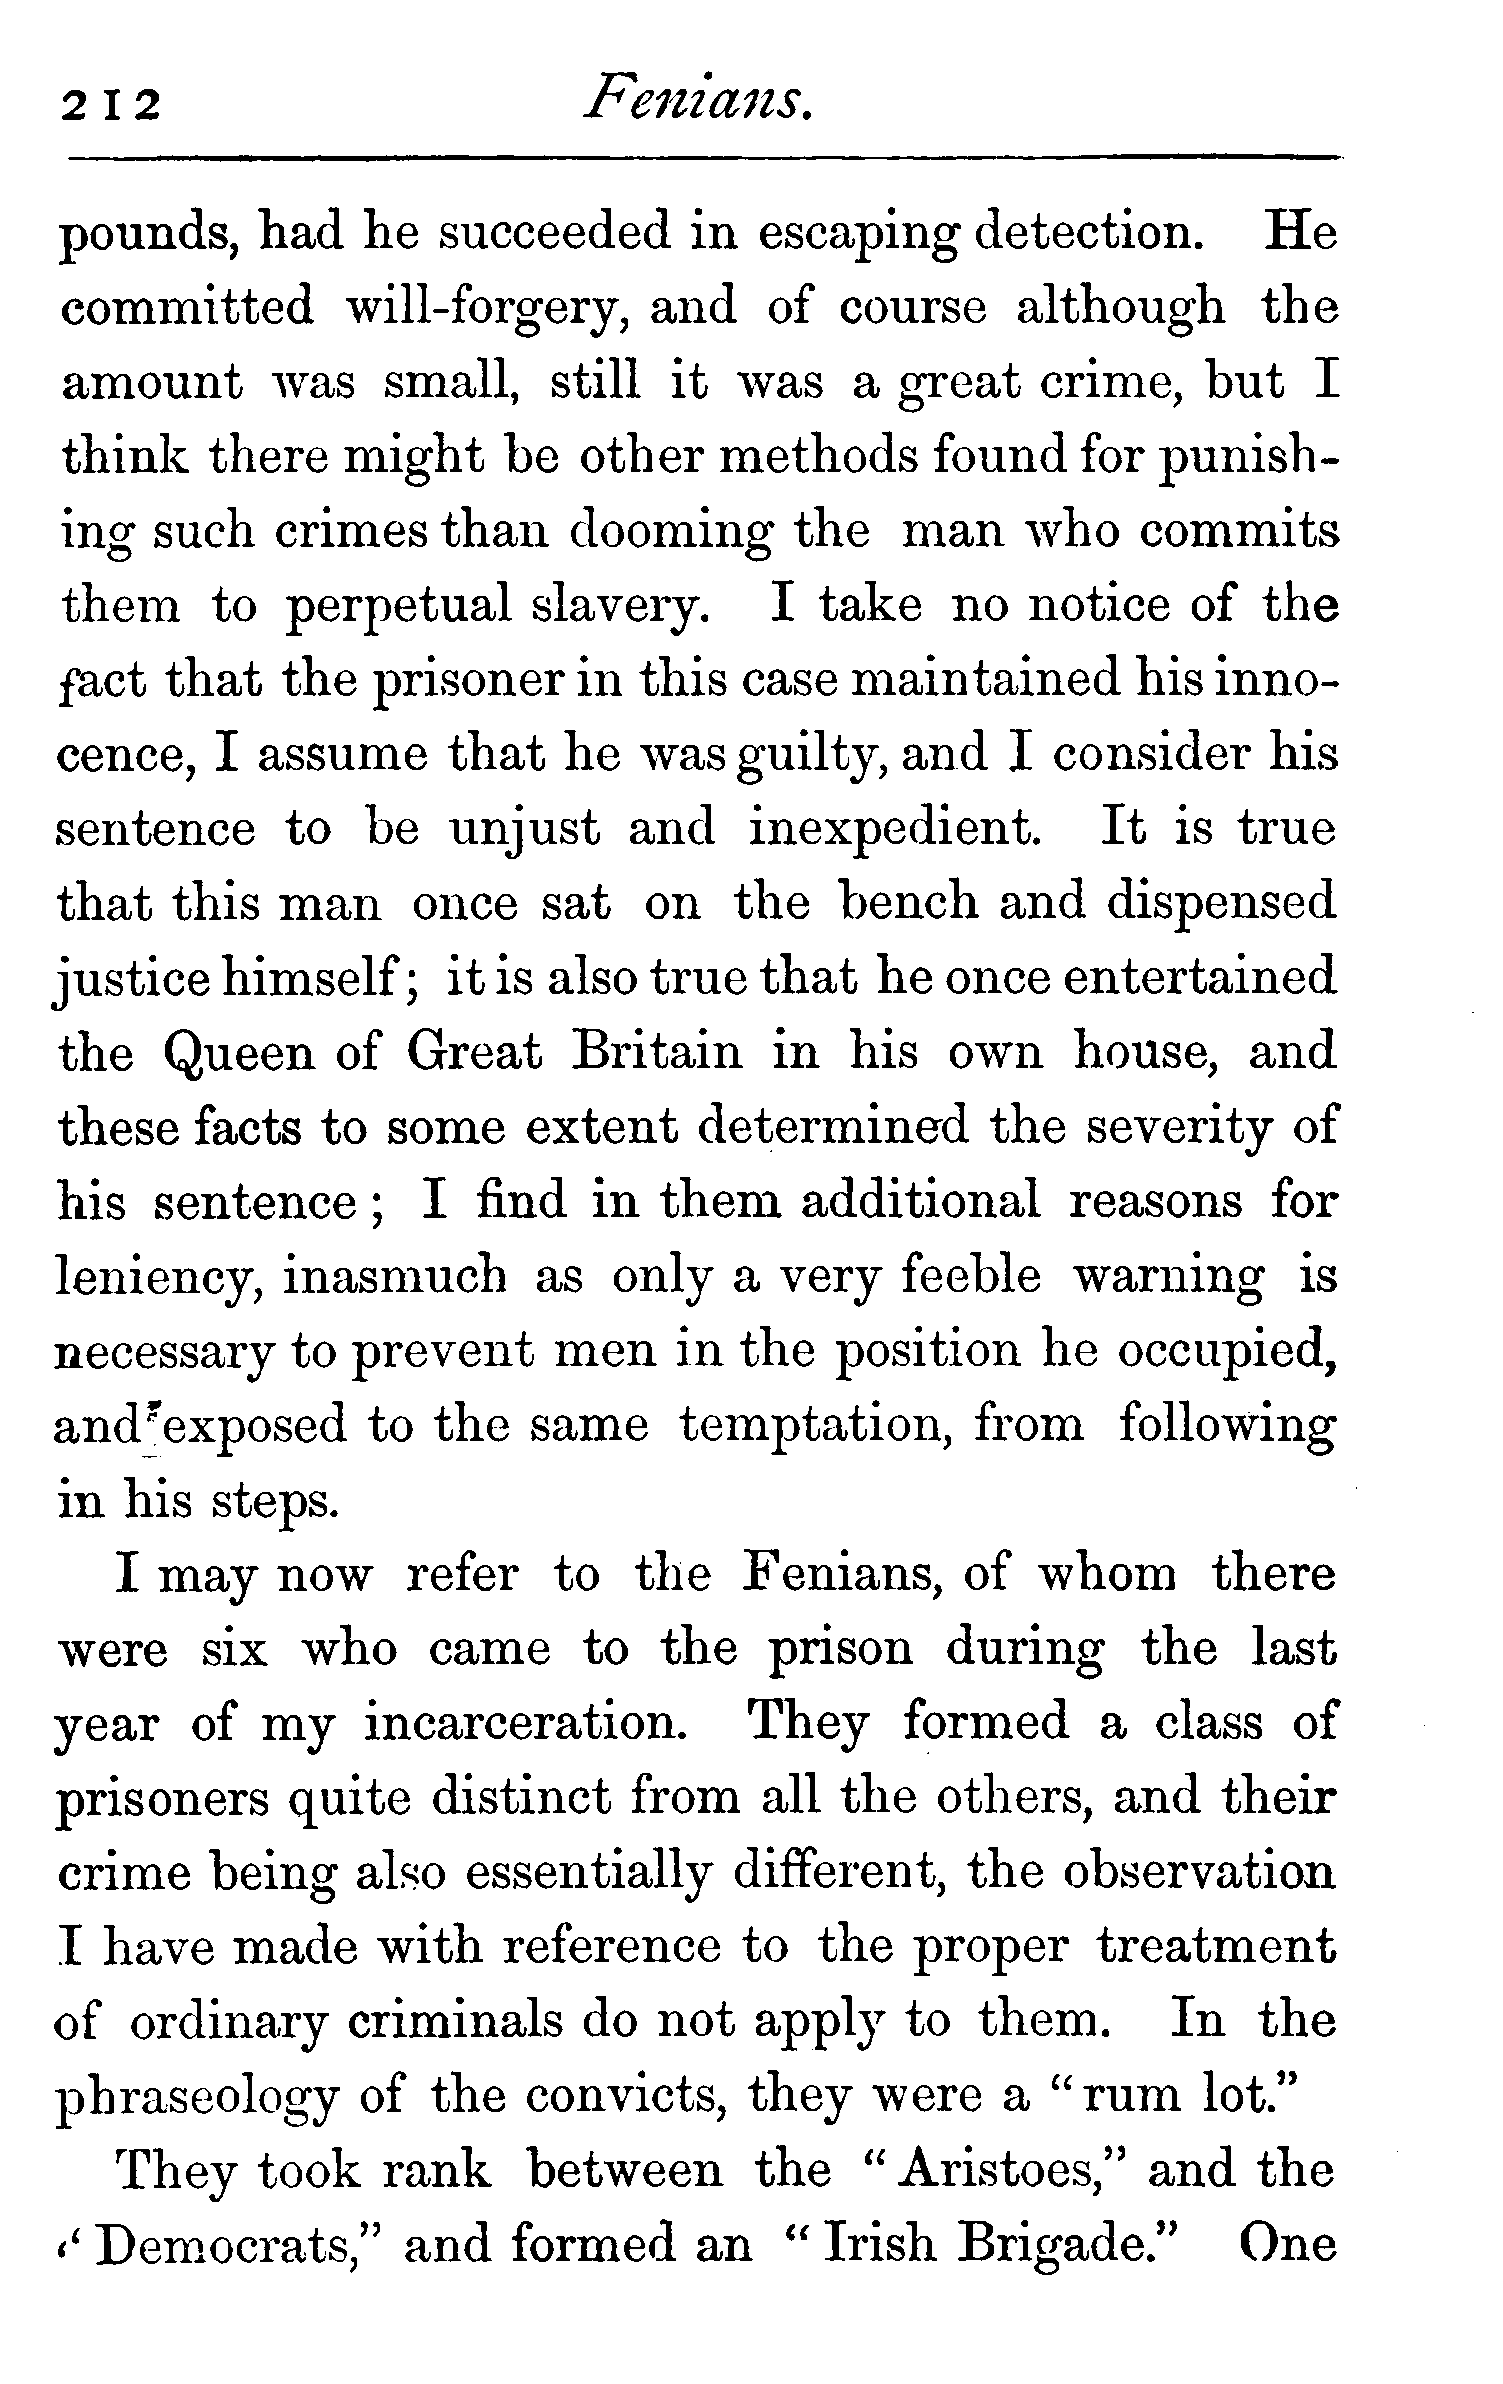 212 Fenians.
pounds, had he succeeded in escaping detection. He
committed will-forgery, and of course although the
amount was small, still it was a great crime, but I
think there might be other methods found for punish-
ing such crimes than dooming the man who commits
them to perpetual slavery. I take no notice of the
fact that the prisoner in this case maintained his inno-
cence, I assume that he was guilty, and I consider his
sentence to be unjust and inexpedient. It is true
that this man once sat on the bench and dispensed
justice himself; it is also true that he once entertained
the Queen of Great Britain in his own house, and
these facts to some extent determined the severity of
his sentence; I find in them additional reasons for
leniency, inasmuch as only a very feeble warning is
necessary to prevent men in the position he occupied,
and exposed to the same temptation, from following
in his steps.
I may now refer to the Fenians, of whom there
were six who came to the prison during the last
year of my incarceration. They formed a class of
prisoners quite distinct from all the others, and their
crime being also essentially different, the observation
I have made with reference to the proper treatment
of ordinary criminals do not apply to them. In the
phraseology of the convicts, they were a "rum lot."
They took rank between the "Aristoes," and the
"Democrats," and formed an "Irish Brigade." One